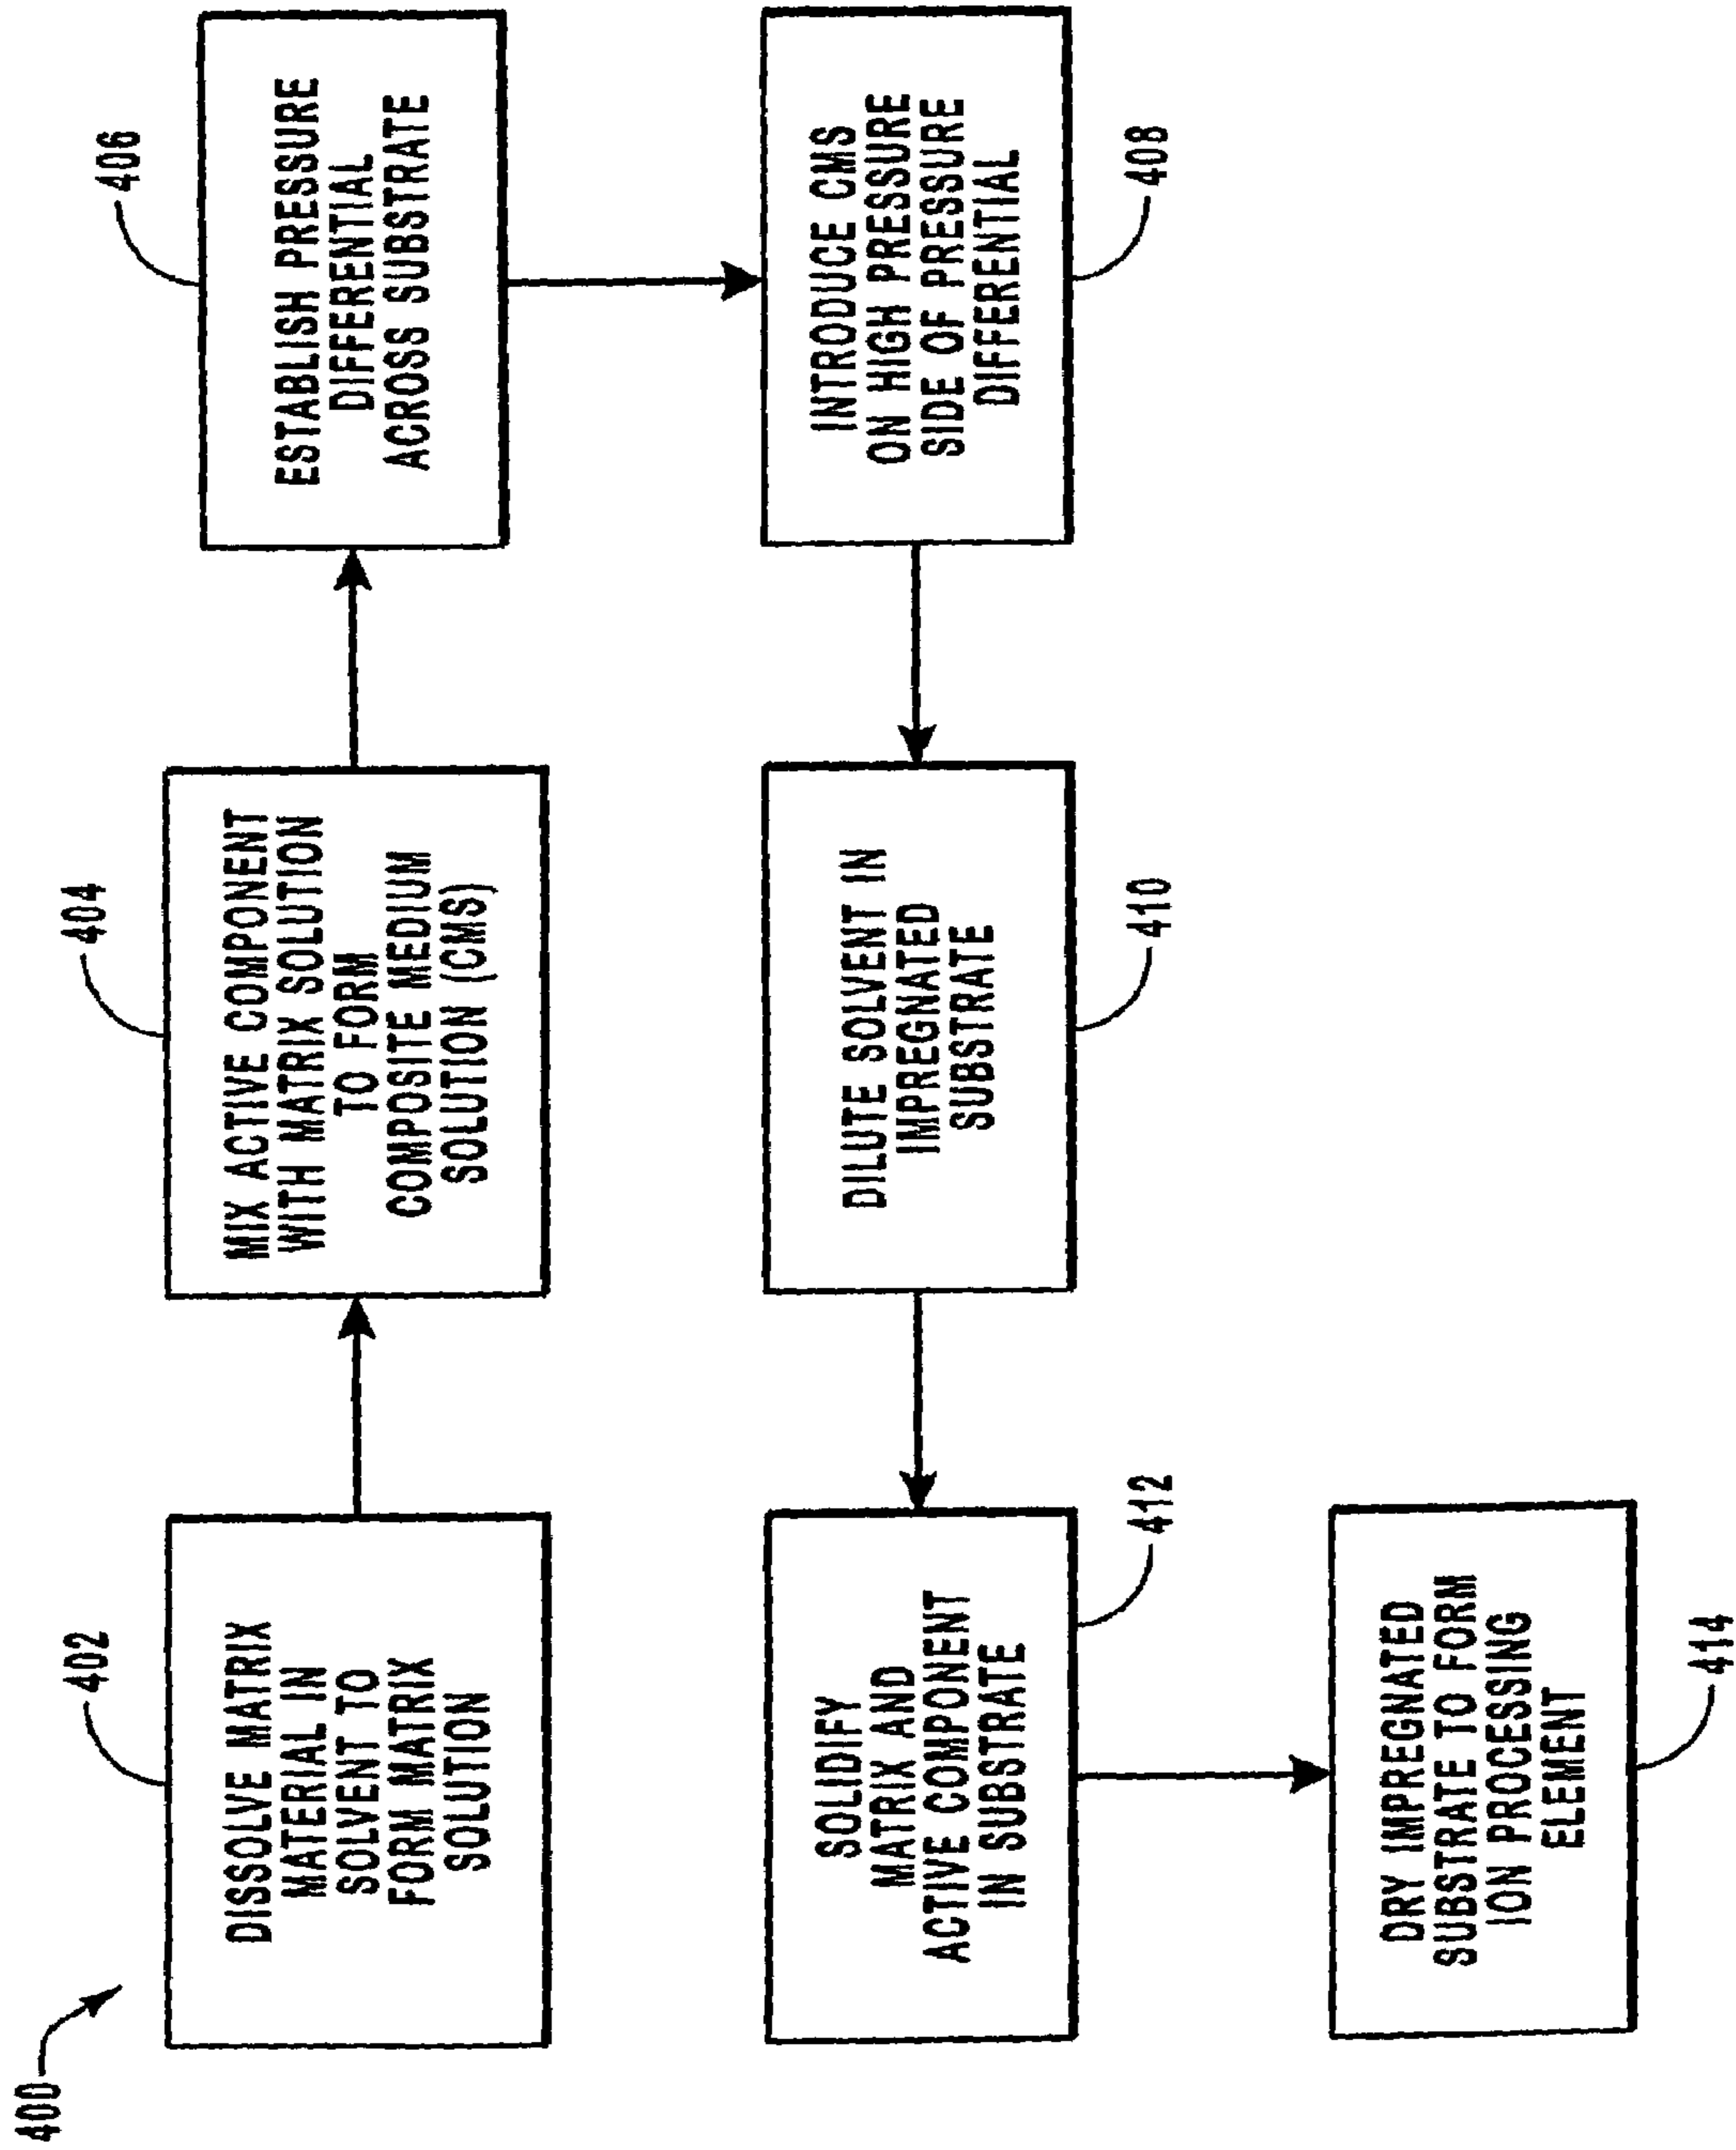 400
402
DISSOLVE MATRIX
MATERIAL IN
SOLVENT TO
FORM MATRIX
SOLUTION
404
MIX ACTIVE COMPONENT
WITH MATRIX SOLUTION
TO FORM
COMPOSITE MEDIUM
SOLUTION (CMS)
406
ESTABLISH PRESSURE
DIFFERENTIAL
ACROSS SUBSTRATE
INTRODUCE CMS
ON HIGH PRESSURE
SIDE OF PRESSURE
DIFFERENTIAL
408
DILUTE SOLVENT IN
IMPREGNATED
SUBSTRATE
410
SOLIDIFY
MATRIX AND
ACTIVE COMPONENT
IN SUBSTRATE
412
DRY IMPREGNATED
SUBSTRATE TO FORM
ION PROCESSING
ELEMENT
414